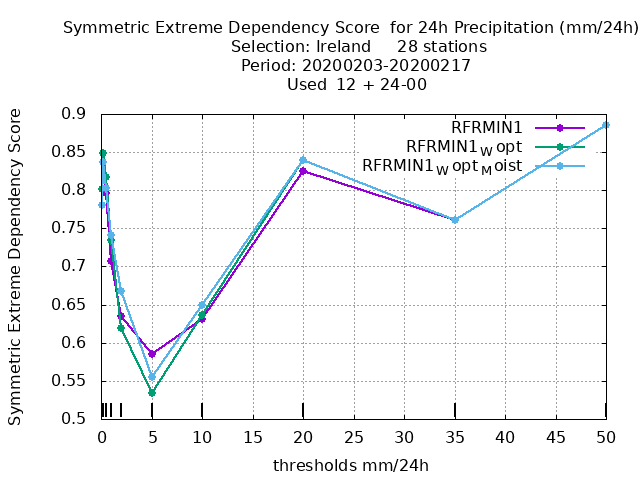 Symmetric Extreme Dependency Score  for 24h Precipitation (mm/24h)
Selection: Ireland     28 stations
Period: 20200203-20200217
Used  12 + 24-00
Symmetric Extreme Dependency Score
0.9
0.85
0.8
0.75
0.7
0.65
0.6
0.55
0.5
RFRMIN1
RFRMIN1Wopt
RFRMIN1WoptMoist
0 5 10 15 20 25 30 35 40 45 50
thresholds mm/24h